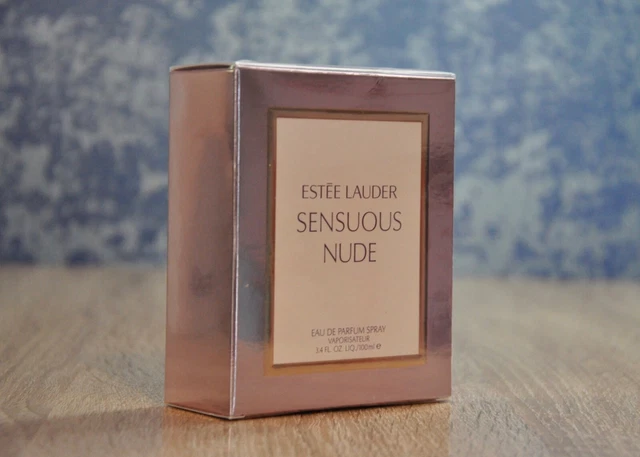 ESTĒE LAUDER
SENSUOUS
NUDE
EAU DE PARFUM SPRAY
VAPORISATEUR
3.4 FL. OZ. LIQ./100ml ℮